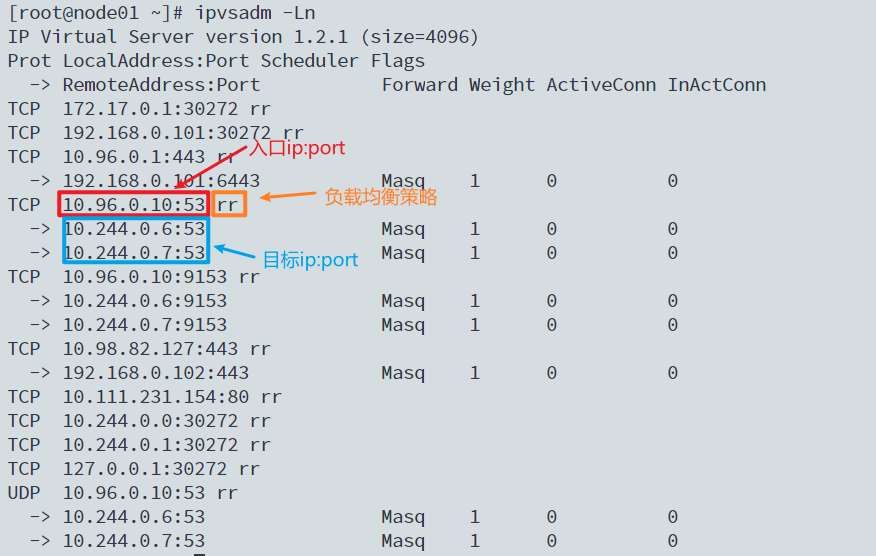 [root@node01 ~]# ipvsadm -Ln
IP Virtual Server version 1.2.1 (size=4096)
Prot LocalAddress:Port Scheduler Flags
  -> RemoteAddress:Port           Forward Weight ActiveConn InActConn
TCP  172.17.0.1:30272 rr
TCP  192.168.0.101:30272 rr
TCP  10.96.0.1:443 rr
入口ip:port
  -> 192.168.0.101:6443           Masq    1      0          0
TCP  10.96.0.10:53 rr
负载均衡策略
  -> 10.244.0.6:53                Masq    1      0          0
  -> 10.244.0.7:53                Masq    1      0          0
目标ip:port
TCP  10.96.0.10:9153 rr
  -> 10.244.0.6:9153              Masq    1      0          0
  -> 10.244.0.7:9153              Masq    1      0          0
TCP  10.98.82.127:443 rr
  -> 192.168.0.102:443            Masq    1      0          0
TCP  10.111.231.154:80 rr
TCP  10.244.0.0:30272 rr
TCP  10.244.0.1:30272 rr
TCP  127.0.0.1:30272 rr
UDP  10.96.0.10:53 rr
  -> 10.244.0.6:53                Masq    1      0          0
  -> 10.244.0.7:53                Masq    1      0          0